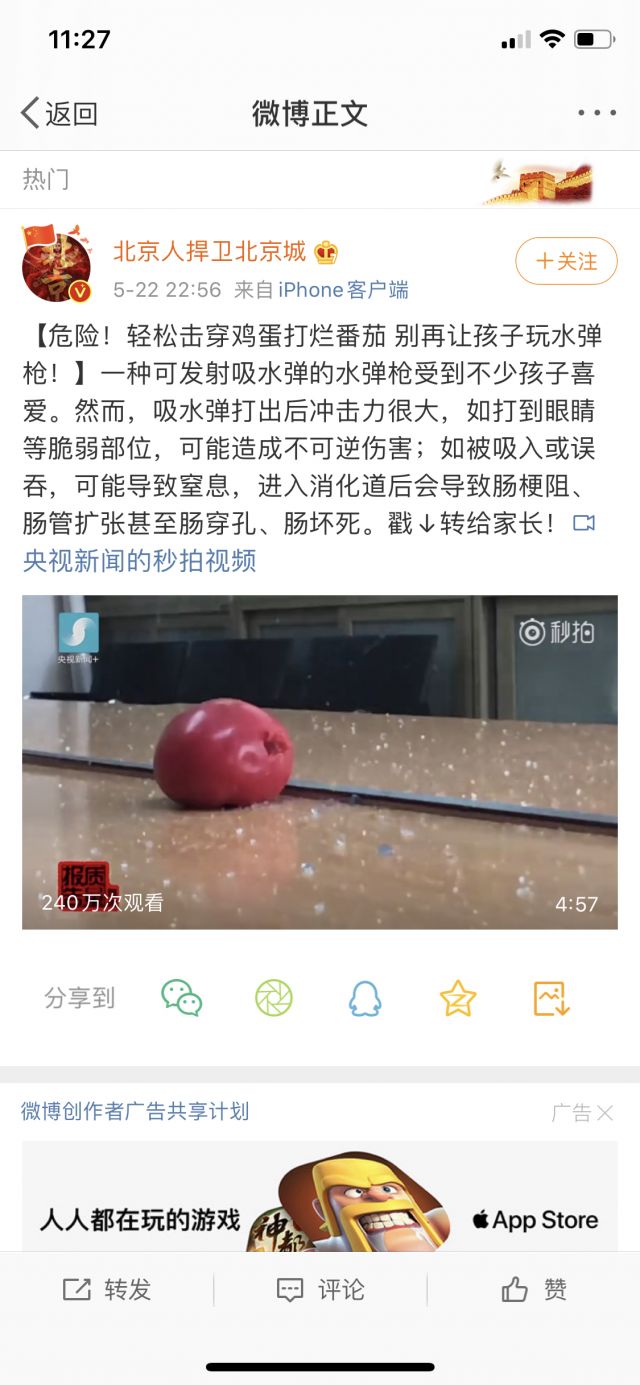 11:27
返回
微博正文
热门
北京人捍卫北京城
+关注
5-22 22:56 来自 iPhone客户端
【危险！轻松击穿鸡蛋打烂番茄 别再让孩子玩水弹
枪！】一种可发射吸水弹的水弹枪受到不少孩子喜
爱。然而，吸水弹打出后冲击力很大，如打到眼睛
等脆弱部位，可能造成不可逆伤害；如被吸入或误
吞，可能导致窒息，进入消化道后会导致肠梗阻、
肠管扩张甚至肠穿孔、肠坏死。戳↓转给家长！
央视新闻的秒拍视频
央视新闻+
秒拍
240万次观看
4:57
分享到
微博创作者广告共享计划
广告
人人都在玩的游戏
神都
App Store
转发
评论
赞